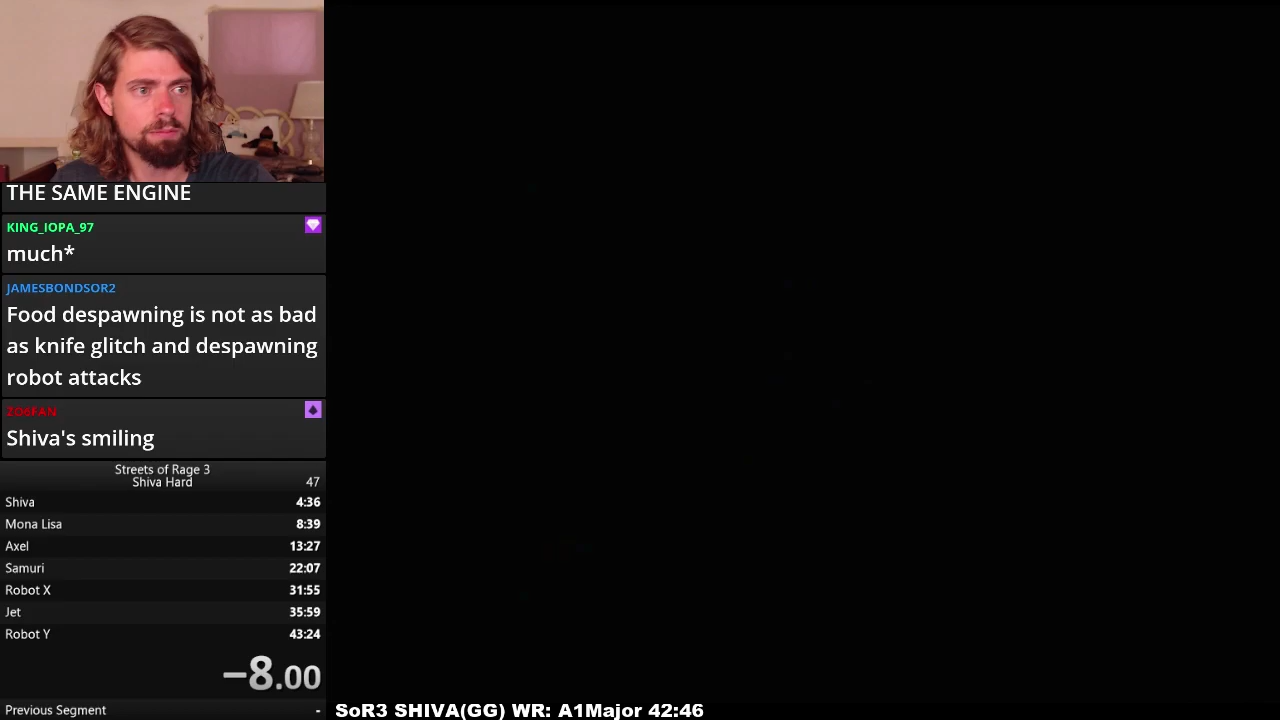 THE SAME ENGINE
KING_IOPA_97
much*
JAMESBONDSOR2
Food despawning is not as bad
as knife glitch and despawning
robot attacks
ZO6FAN
Shiva's smiling
Streets of Rage 3
Shiva Hard 47
Shiva 4:36
Mona Lisa 8:39
Axel 13:27
Samuri 22:07
Robot X 31:55
Jet 35:59
Robot Y 43:24
−8.00
Previous Segment -
SoR3 SHIVA(GG) WR: A1Major 42:46